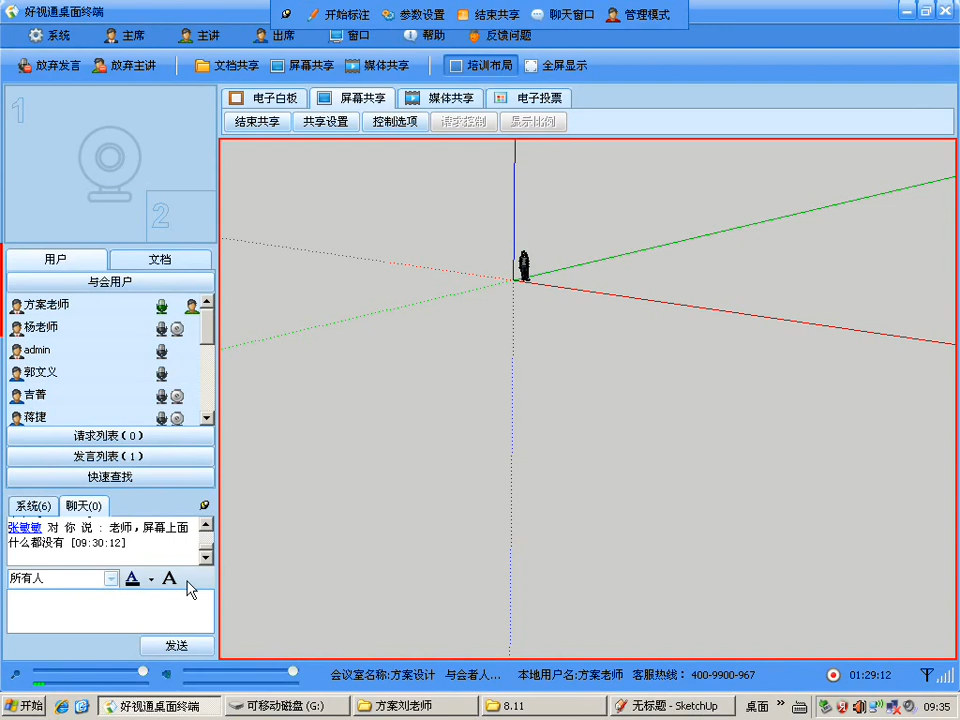 好视通桌面终端
开始标注 参数设置 结束共享 聊天窗口 管理模式
系统 主席 主讲 出席 窗口 帮助 反馈问题
放弃发言 放弃主讲 文档共享 屏幕共享 媒体共享 培训布局 全屏显示
1
2
电子白板 屏幕共享 媒体共享 电子投票
结束共享 共享设置 控制选项 请求控制 显示比例
用户 文档
与会用户
方案老师
杨老师
admin
郭文义
吉菁
蒋捷
请求列表(0)
发言列表(1)
快速查找
系统(6) 聊天(0)
张敏敏 对 你 说 : 老师,屏幕上面
什么都没有 [09:30:12]
所有人 A A
发送
会议室名称:方案设计 与会者人... 本地用户名:方案老师 客服热线: 400-9900-967 01:29:12
开始 好视通桌面终端 可移动磁盘 (G:) 方案刘老师 8.11 无标题 - SketchUp 桌面 » 09:35